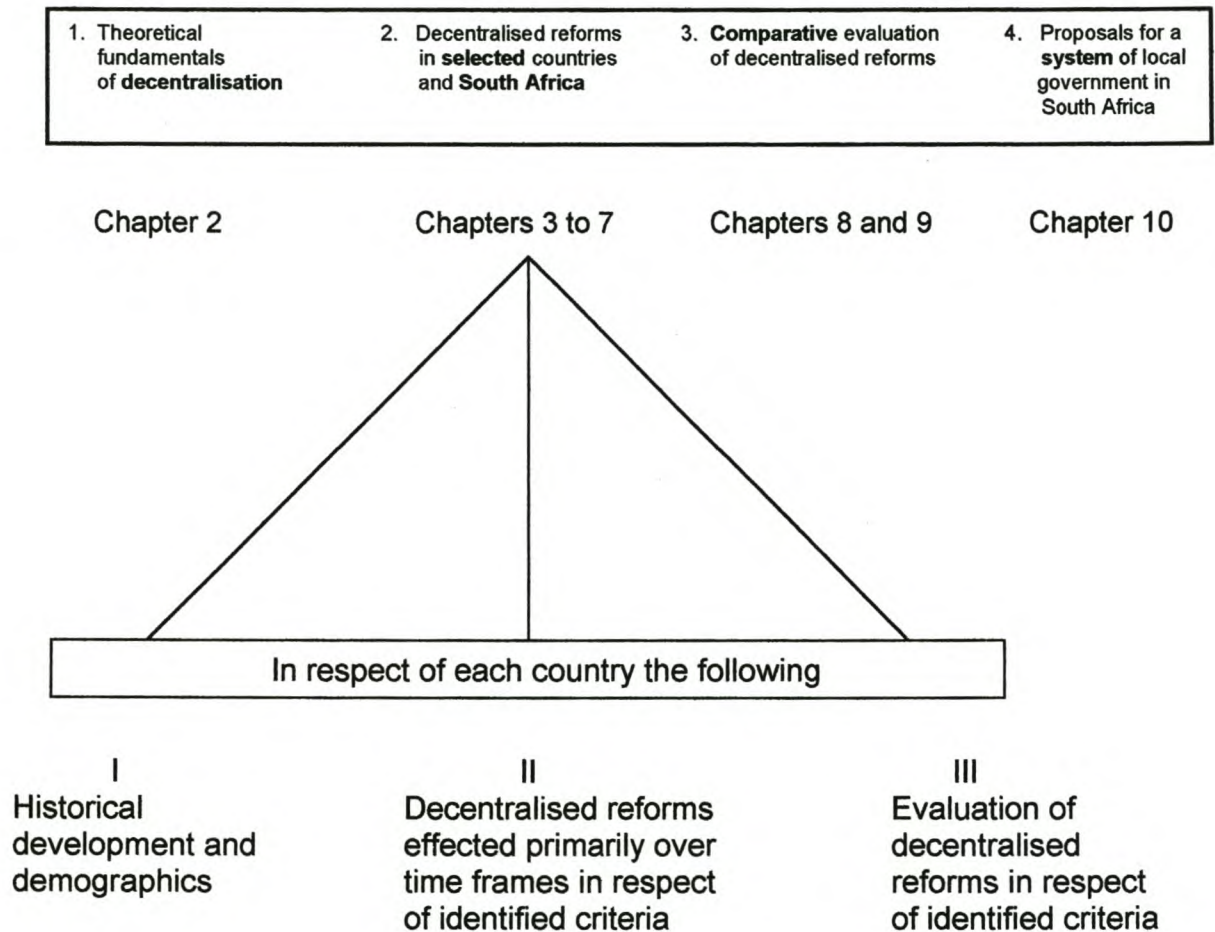 1. Theoretical
fundamentals
of decentralisation
2. Decentralised reforms
in selected countries
and South Africa
3. Comparative evaluation
of decentralised reforms
4. Proposals for a
system of local
government in
South Africa
Chapter 2
Chapters 3 to 7
Chapters 8 and 9
Chapter 10
In respect of each country the following
I
Historical
development and
demographics
II
Decentralised reforms
effected primarily over
time frames in respect
of identified criteria
III
Evaluation of
decentralised
reforms in respect
of identified criteria